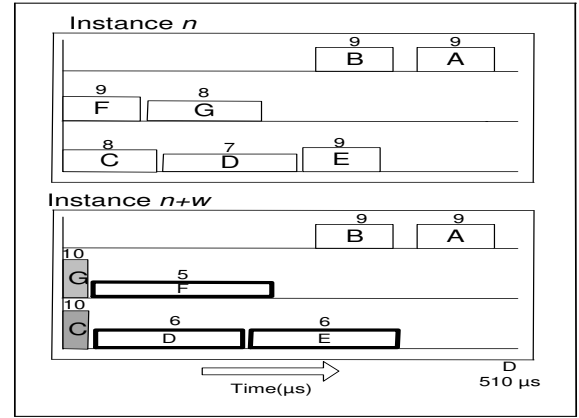 Instance n
9 9
B A
9 8
F G
8 7 9
C D E
Instance n+w
9 9
B A
10
G 5
F
10
C 6 6
D E
D
510 μs
Time(μs)